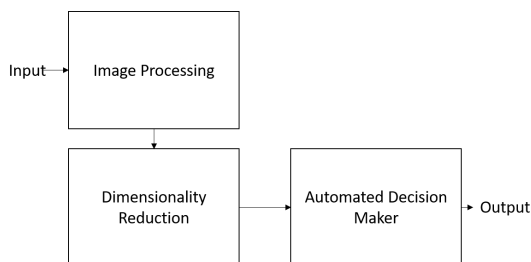 Input
Image Processing
Dimensionality
Reduction
Automated Decision
Maker
Output